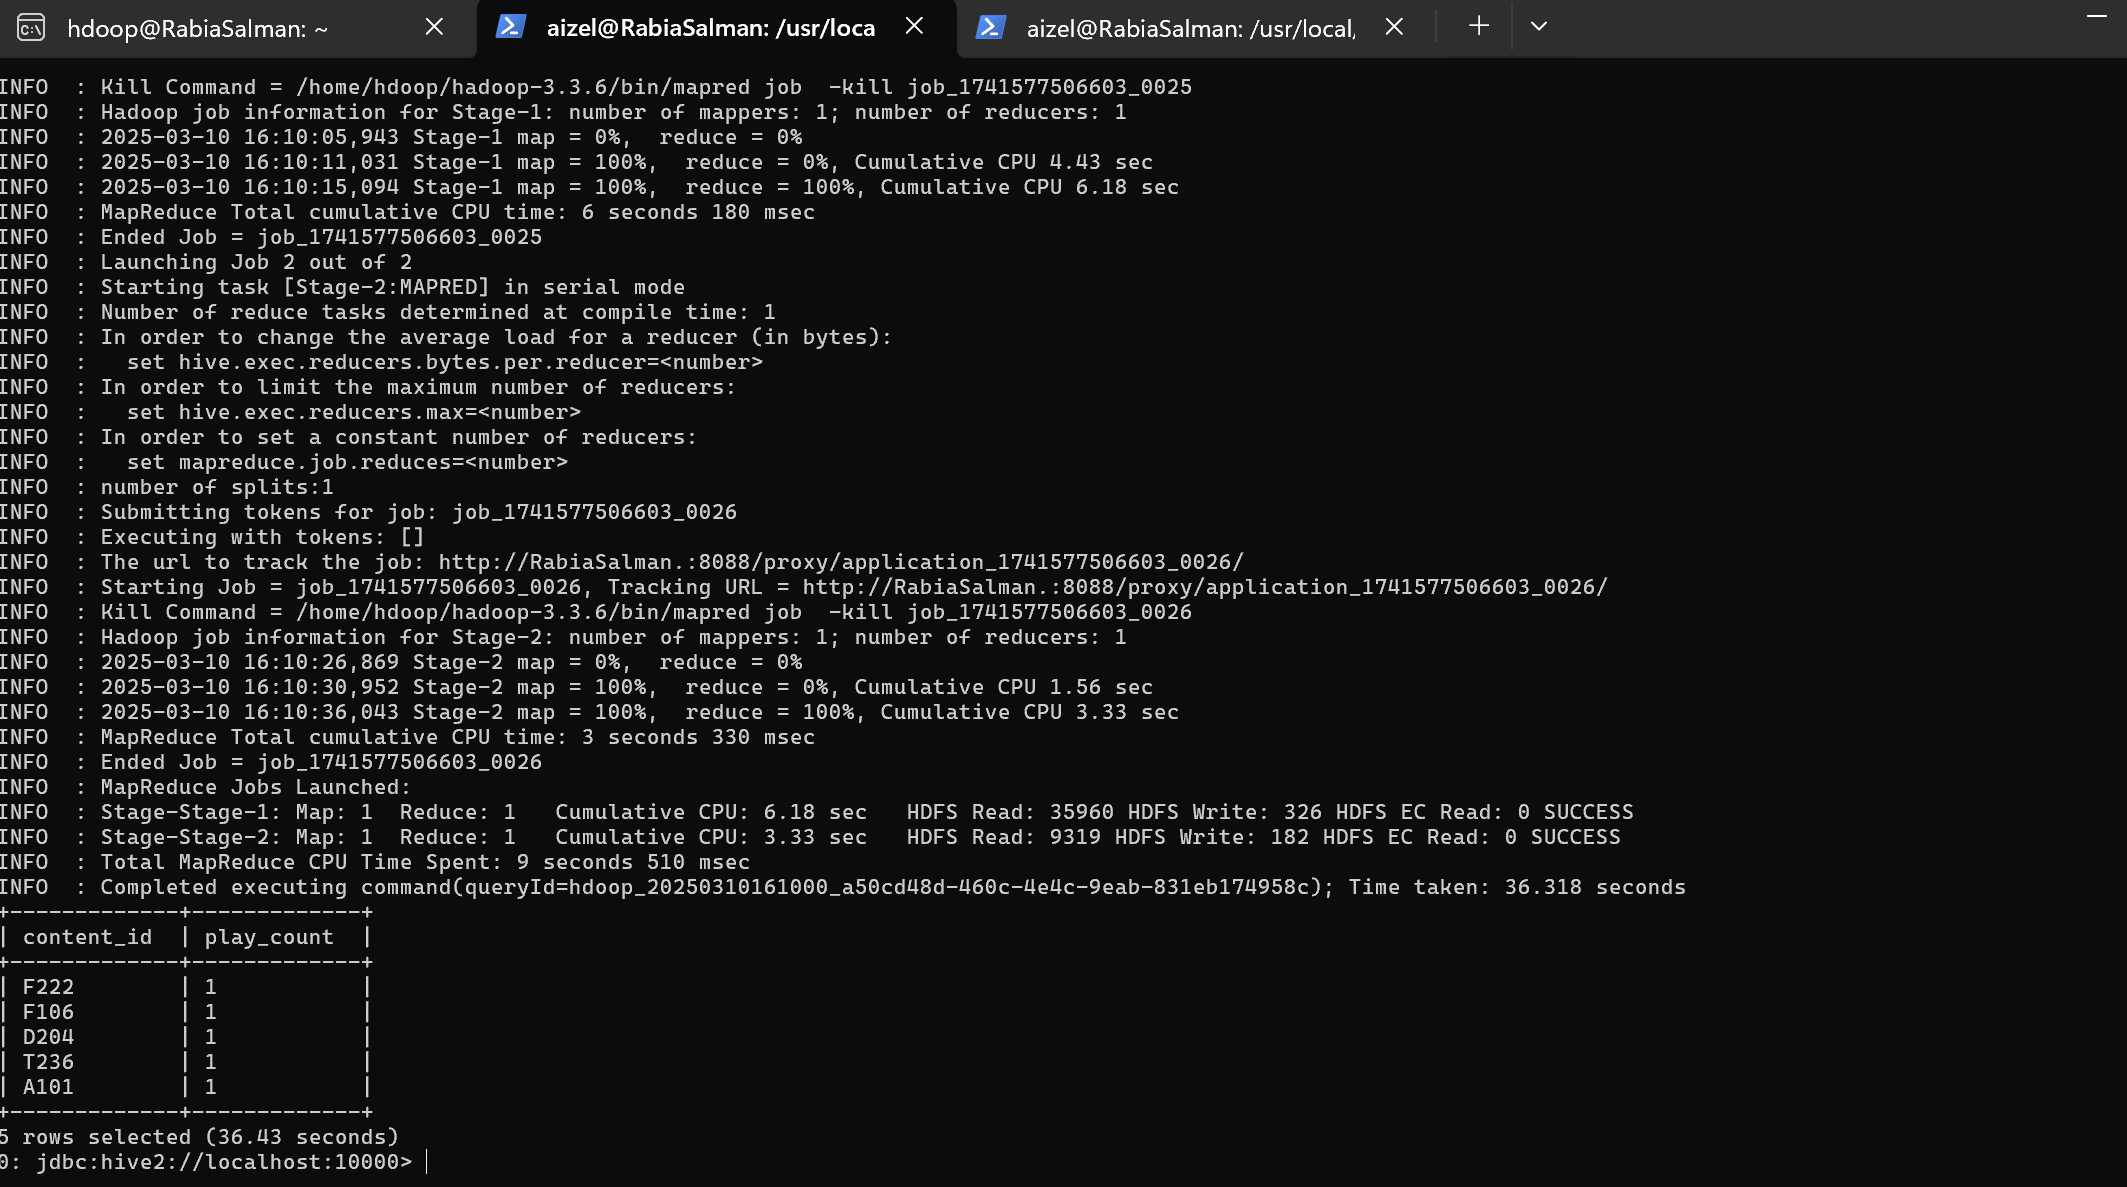 hdoop@RabiaSalman: ~
aizel@RabiaSalman: /usr/loca
aizel@RabiaSalman: /usr/local/
INFO  : Kill Command = /home/hdoop/hadoop-3.3.6/bin/mapred job  -kill job_1741577506603_0025
INFO  : Hadoop job information for Stage-1: number of mappers: 1; number of reducers: 1
INFO  : 2025-03-10 16:10:05,943 Stage-1 map = 0%,  reduce = 0%
INFO  : 2025-03-10 16:10:11,031 Stage-1 map = 100%,  reduce = 0%, Cumulative CPU 4.43 sec
INFO  : 2025-03-10 16:10:15,094 Stage-1 map = 100%,  reduce = 100%, Cumulative CPU 6.18 sec
INFO  : MapReduce Total cumulative CPU time: 6 seconds 180 msec
INFO  : Ended Job = job_1741577506603_0025
INFO  : Launching Job 2 out of 2
INFO  : Starting task [Stage-2:MAPRED] in serial mode
INFO  : Number of reduce tasks determined at compile time: 1
INFO  : In order to change the average load for a reducer (in bytes):
INFO  :   set hive.exec.reducers.bytes.per.reducer=<number>
INFO  : In order to limit the maximum number of reducers:
INFO  :   set hive.exec.reducers.max=<number>
INFO  : In order to set a constant number of reducers:
INFO  :   set mapreduce.job.reduces=<number>
INFO  : number of splits:1
INFO  : Submitting tokens for job: job_1741577506603_0026
INFO  : Executing with tokens: []
INFO  : The url to track the job: http://RabiaSalman.:8088/proxy/application_1741577506603_0026/
INFO  : Starting Job = job_1741577506603_0026, Tracking URL = http://RabiaSalman.:8088/proxy/application_1741577506603_0026/
INFO  : Kill Command = /home/hdoop/hadoop-3.3.6/bin/mapred job  -kill job_1741577506603_0026
INFO  : Hadoop job information for Stage-2: number of mappers: 1; number of reducers: 1
INFO  : 2025-03-10 16:10:26,869 Stage-2 map = 0%,  reduce = 0%
INFO  : 2025-03-10 16:10:30,952 Stage-2 map = 100%,  reduce = 0%, Cumulative CPU 1.56 sec
INFO  : 2025-03-10 16:10:36,043 Stage-2 map = 100%,  reduce = 100%, Cumulative CPU 3.33 sec
INFO  : MapReduce Total cumulative CPU time: 3 seconds 330 msec
INFO  : Ended Job = job_1741577506603_0026
INFO  : MapReduce Jobs Launched:
INFO  : Stage-Stage-1: Map: 1  Reduce: 1   Cumulative CPU: 6.18 sec   HDFS Read: 35960 HDFS Write: 326 HDFS EC Read: 0 SUCCESS
INFO  : Stage-Stage-2: Map: 1  Reduce: 1   Cumulative CPU: 3.33 sec   HDFS Read: 9319 HDFS Write: 182 HDFS EC Read: 0 SUCCESS
INFO  : Total MapReduce CPU Time Spent: 9 seconds 510 msec
INFO  : Completed executing command(queryId=hdoop_20250310161000_a50cd48d-460c-4e4c-9eab-831eb174958c); Time taken: 36.318 seconds
+-------------+-------------+
| content_id  | play_count  |
+-------------+-------------+
| F222        | 1           |
| F106        | 1           |
| D204        | 1           |
| T236        | 1           |
| A101        | 1           |
+-------------+-------------+
5 rows selected (36.43 seconds)
0: jdbc:hive2://localhost:10000>